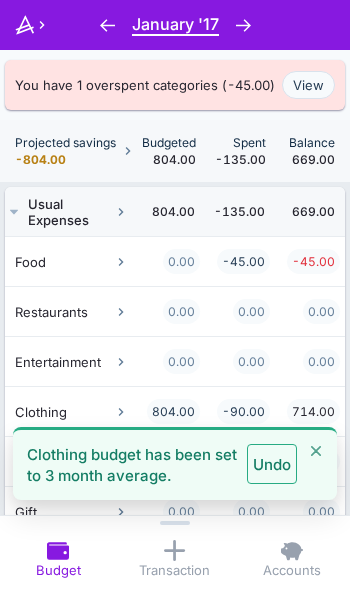 January '17
You have 1 overspent categories (-45.00) View
Projected savings Budgeted Spent Balance
-804.00 804.00 -135.00 669.00
Usual Expenses 804.00 -135.00 669.00
Food 0.00 -45.00 -45.00
Restaurants 0.00 0.00 0.00
Entertainment 0.00 0.00 0.00
Clothing 804.00 -90.00 714.00
Clothing budget has been set
to 3 month average.
Undo
Gift 0.00 0.00 0.00
Budget Transaction Accounts